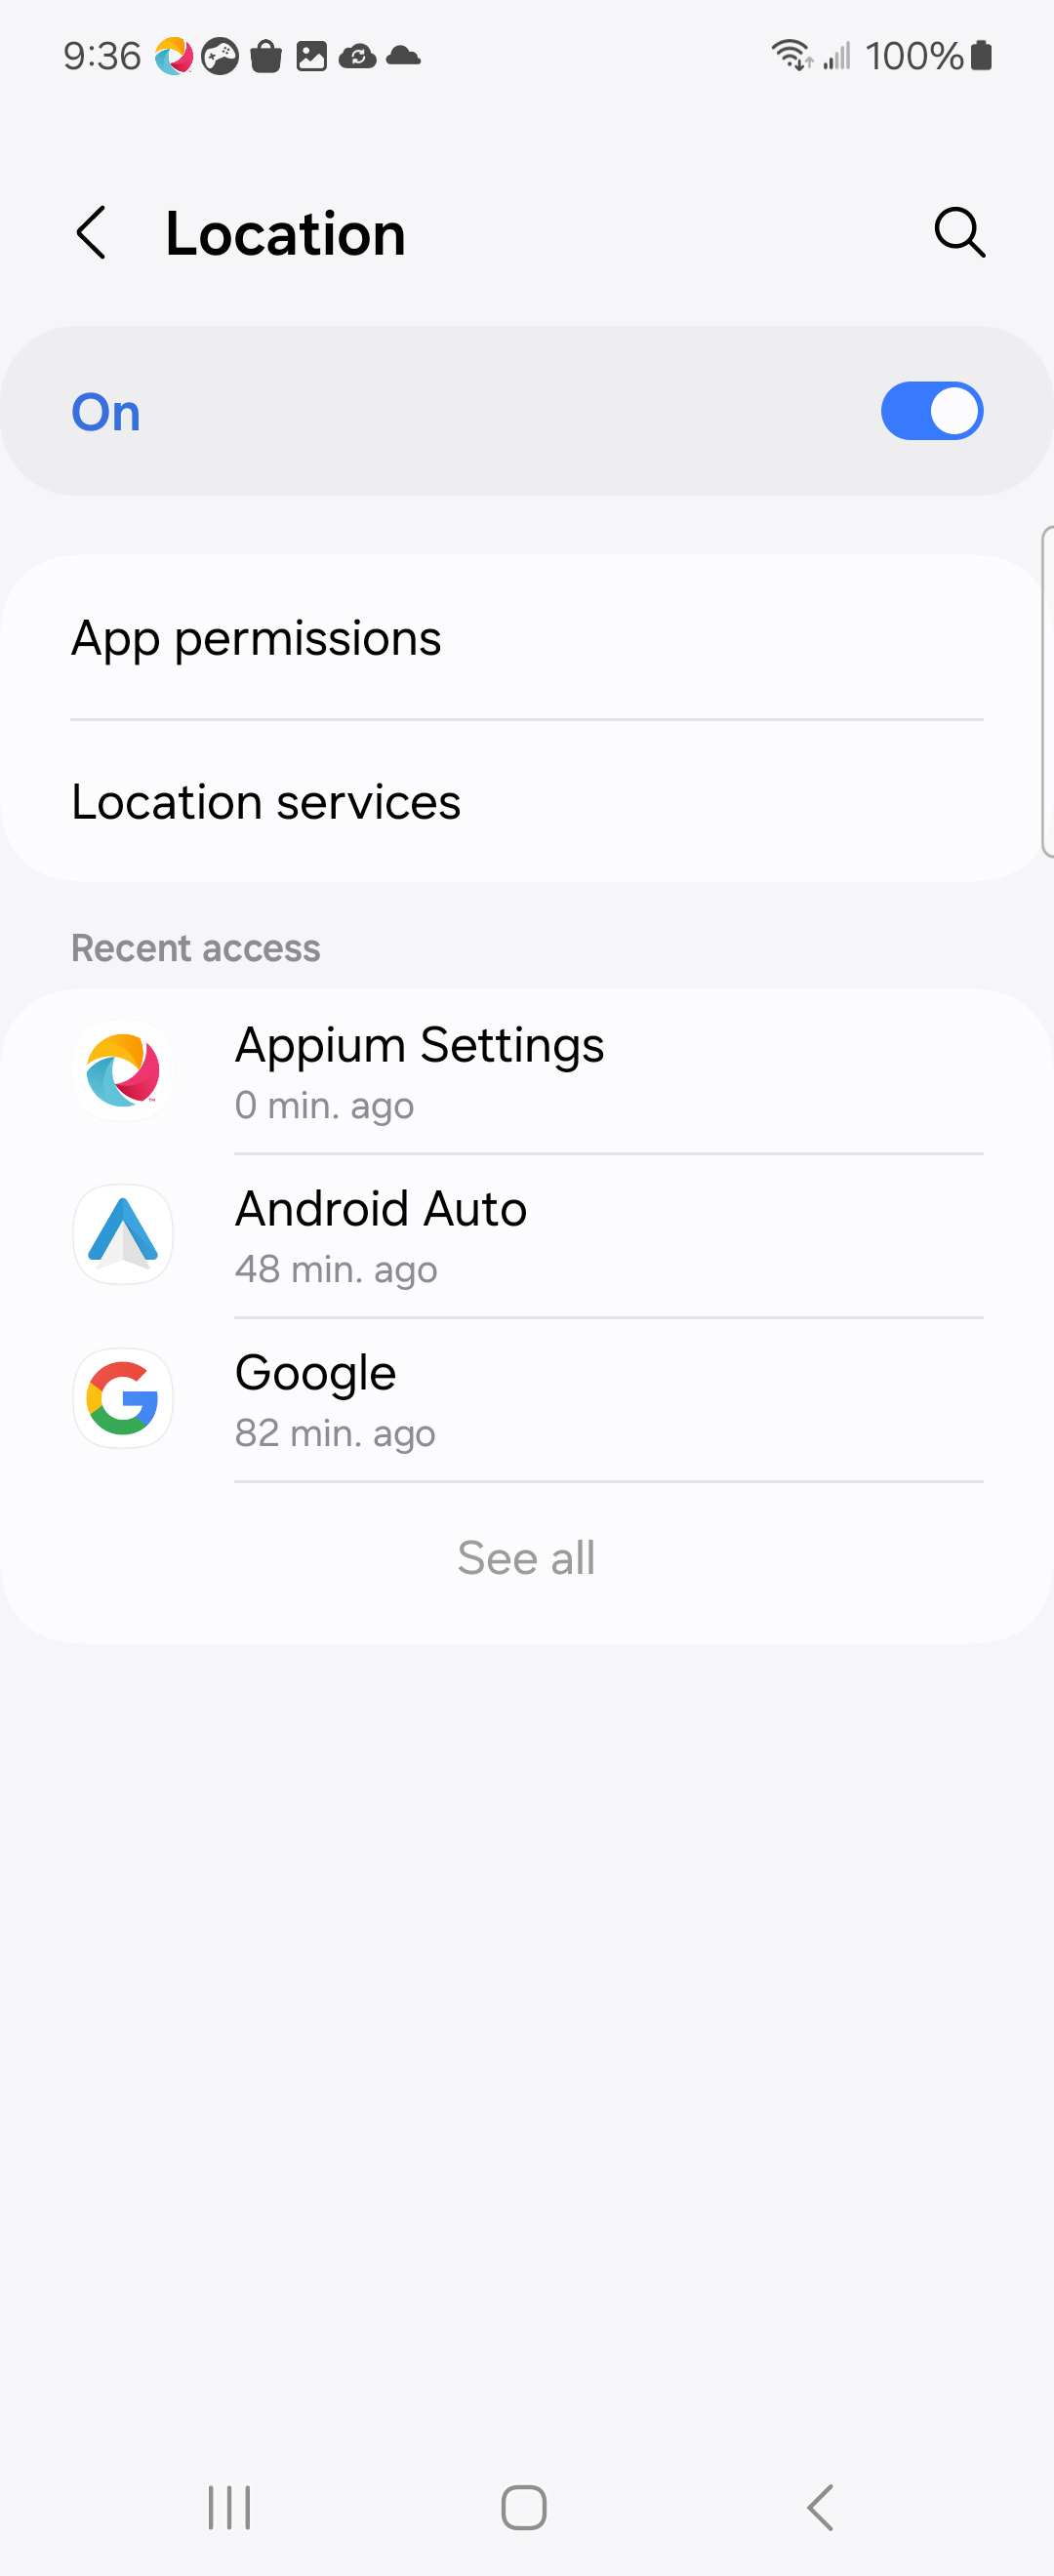 9:36 100%
Location
On
App permissions
Location services
Recent access
Appium Settings
0 min. ago
Android Auto
48 min. ago
Google
82 min. ago
See all